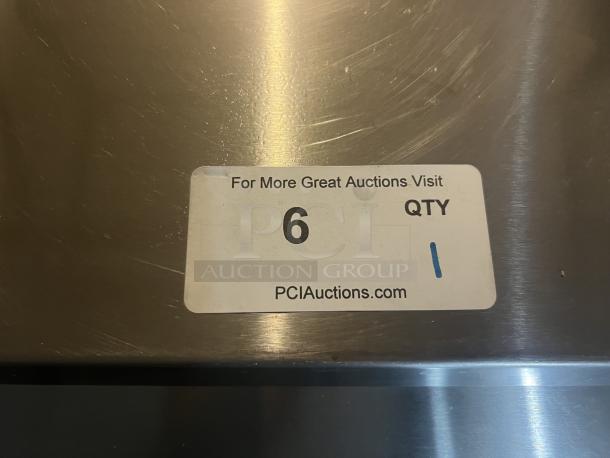 For More Great Auctions Visit
6 QTY
PCI
1
AUCTION GROUP
PCIAuctions.com